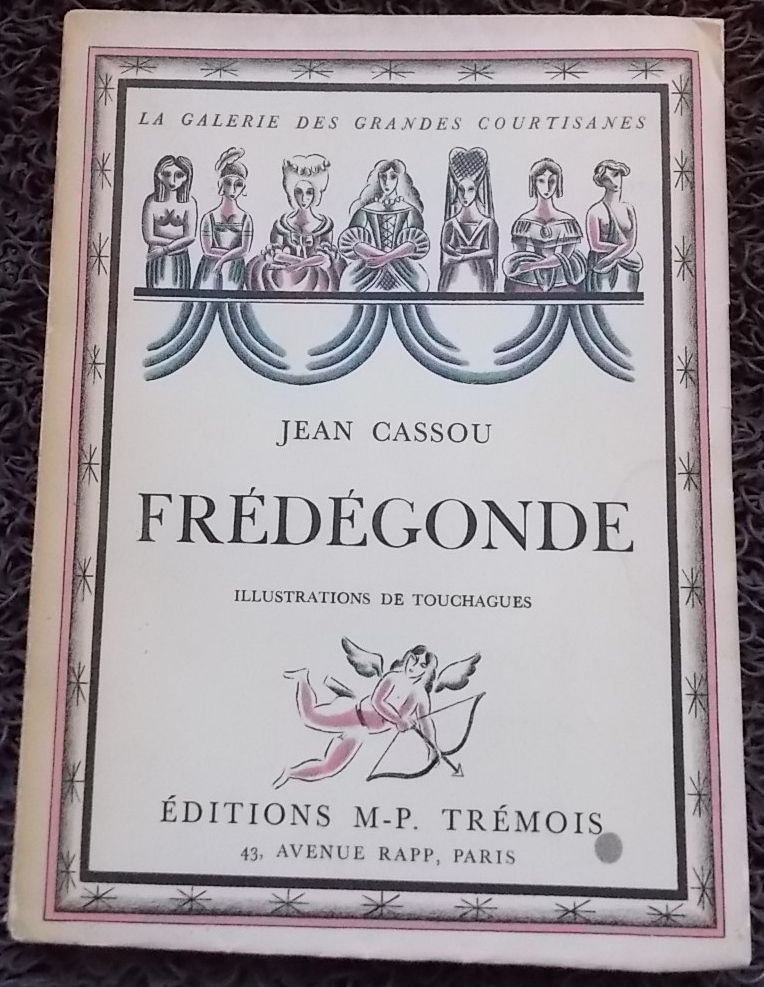 LA GALERIE DES GRANDES COURTISANES
JEAN CASSOU
FRÉDÉGONDE
ILLUSTRATIONS DE TOUCHAGUES
ÉDITIONS M-P. TRÉMOIS
43, AVENUE RAPP, PARIS